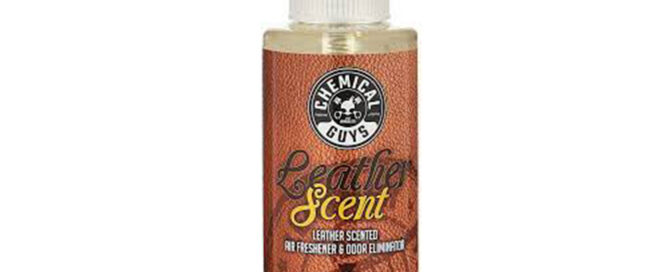 CHEMICAL
GUYS
Leather
Scent
LEATHER SCENTED
AIR FRESHENER & ODOR ELIMINATOR